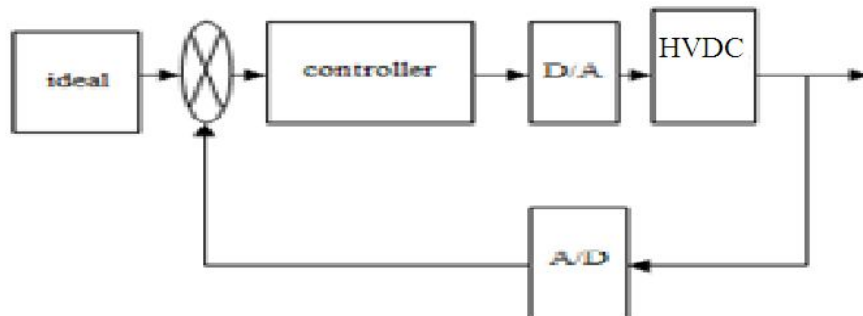 ideal
controller
D/A
HVDC
A/D